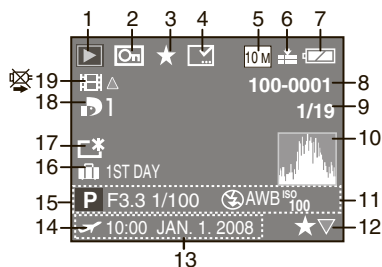 1 2 3 4 5 6 7
10 M
19 100-0001 8
18 1 1/19 9
10
17
16 1ST DAY
15 P F3.3 1/100 AWB ISO 100 11
14 10:00 JAN. 1. 2008 12
13